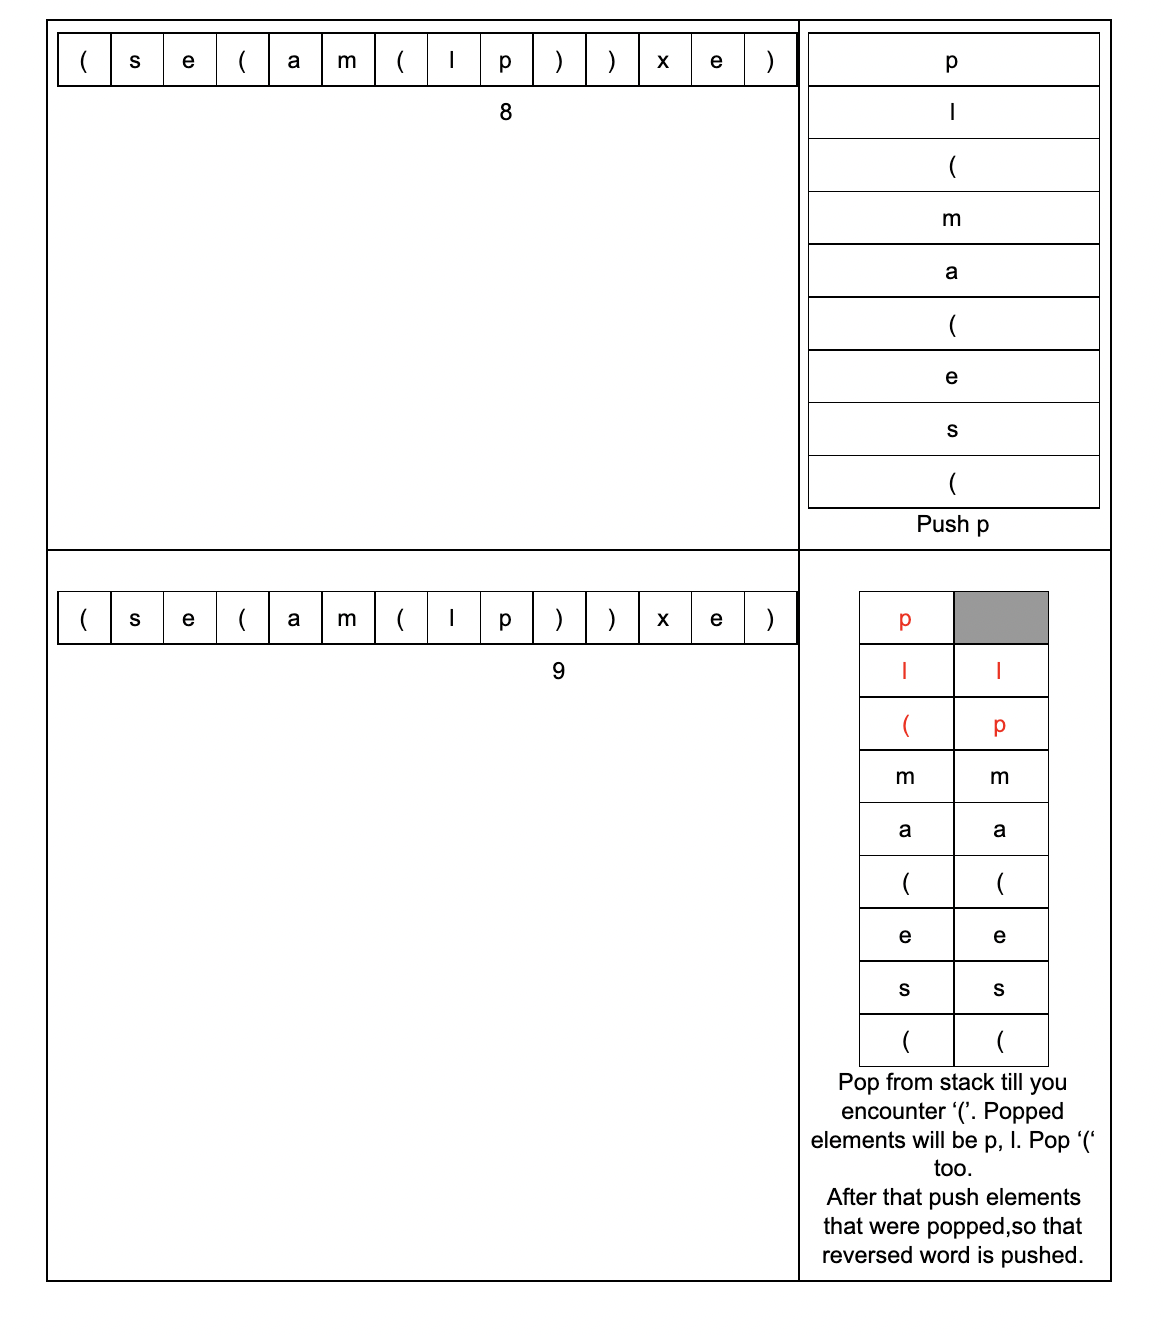 ( s e ( a m ( l p ) ) x e )
8
p
l
(
m
a
(
e
s
(
Push p
( s e ( a m ( l p ) ) x e )
9
p
l l
( p
m m
a a
( (
e e
s s
( (
Pop from stack till you
encounter ‘(’. Popped
elements will be p, l. Pop ‘(‘
too.
After that push elements
that were popped,so that
reversed word is pushed.